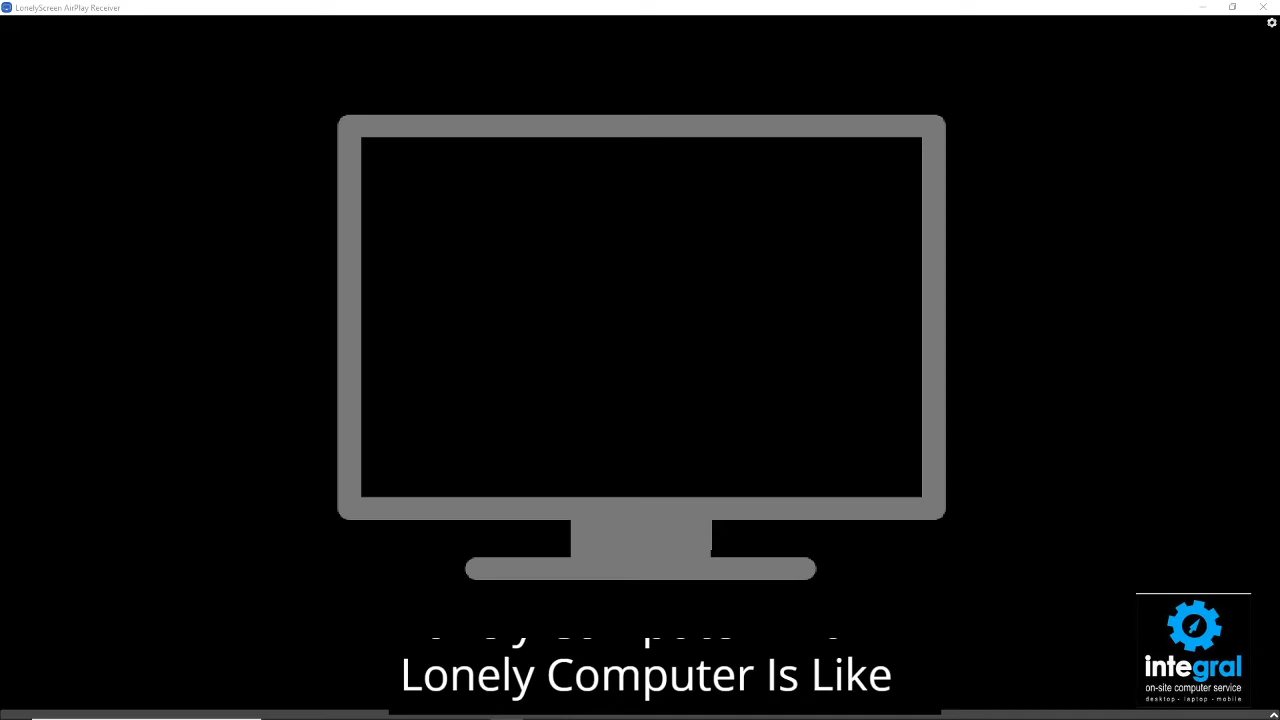 LonelyScreen AirPlay Receiver
Lonely Computer Is Like
integral
on-site computer service
desktop - laptop - mobile